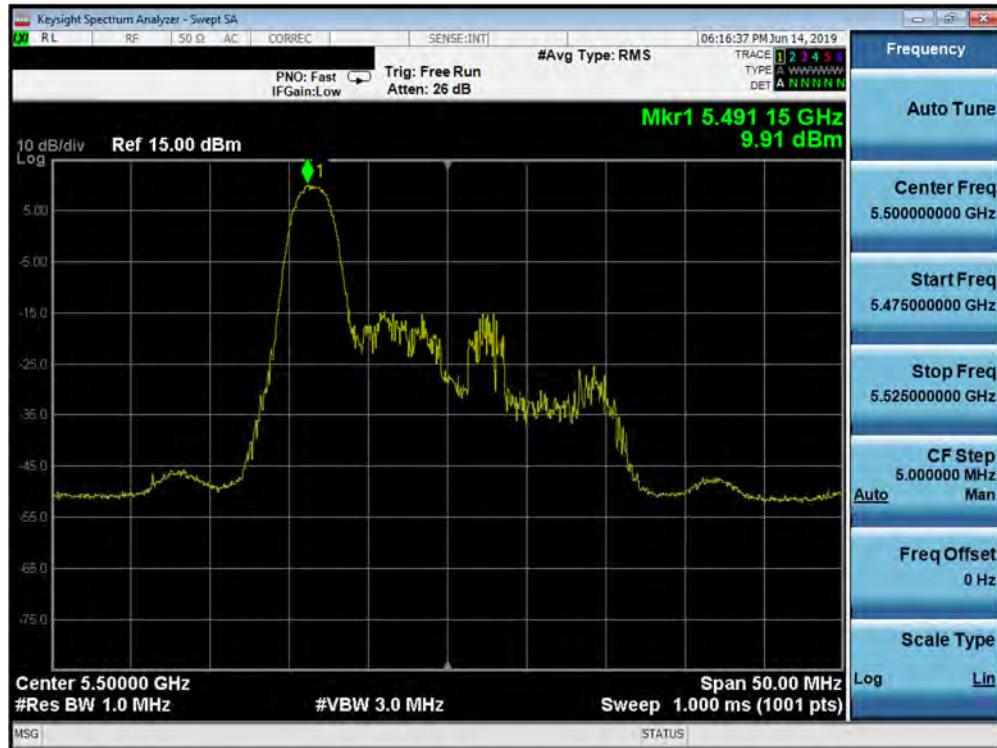 Keysight Spectrum Analyzer - Swept SA
RL RF 50 Ω AC CORREC SENSE:INT 06:16:37 PM Jun 14, 2019
#Avg Type: RMS
TRACE 1 2 3 4 5 6
PNO: Fast Trig: Free Run
TYPE A WWWWW
IFGain:Low Atten: 26 dB
DET A N N N N N
Mkr1 5.491 15 GHz
9.91 dBm
10 dB/div Ref 15.00 dBm
Log
1
5.00
-5.00
-15.0
-25.0
-35.0
-45.0
-55.0
-65.0
-75.0
Center 5.50000 GHz Span 50.00 MHz
#Res BW 1.0 MHz #VBW 3.0 MHz Sweep 1.000 ms (1001 pts)
MSG STATUS
Frequency
Auto Tune
Center Freq
5.500000000 GHz
Start Freq
5.475000000 GHz
Stop Freq
5.525000000 GHz
CF Step
5.000000 MHz
Auto Man
Freq Offset
0 Hz
Scale Type
Log Lin